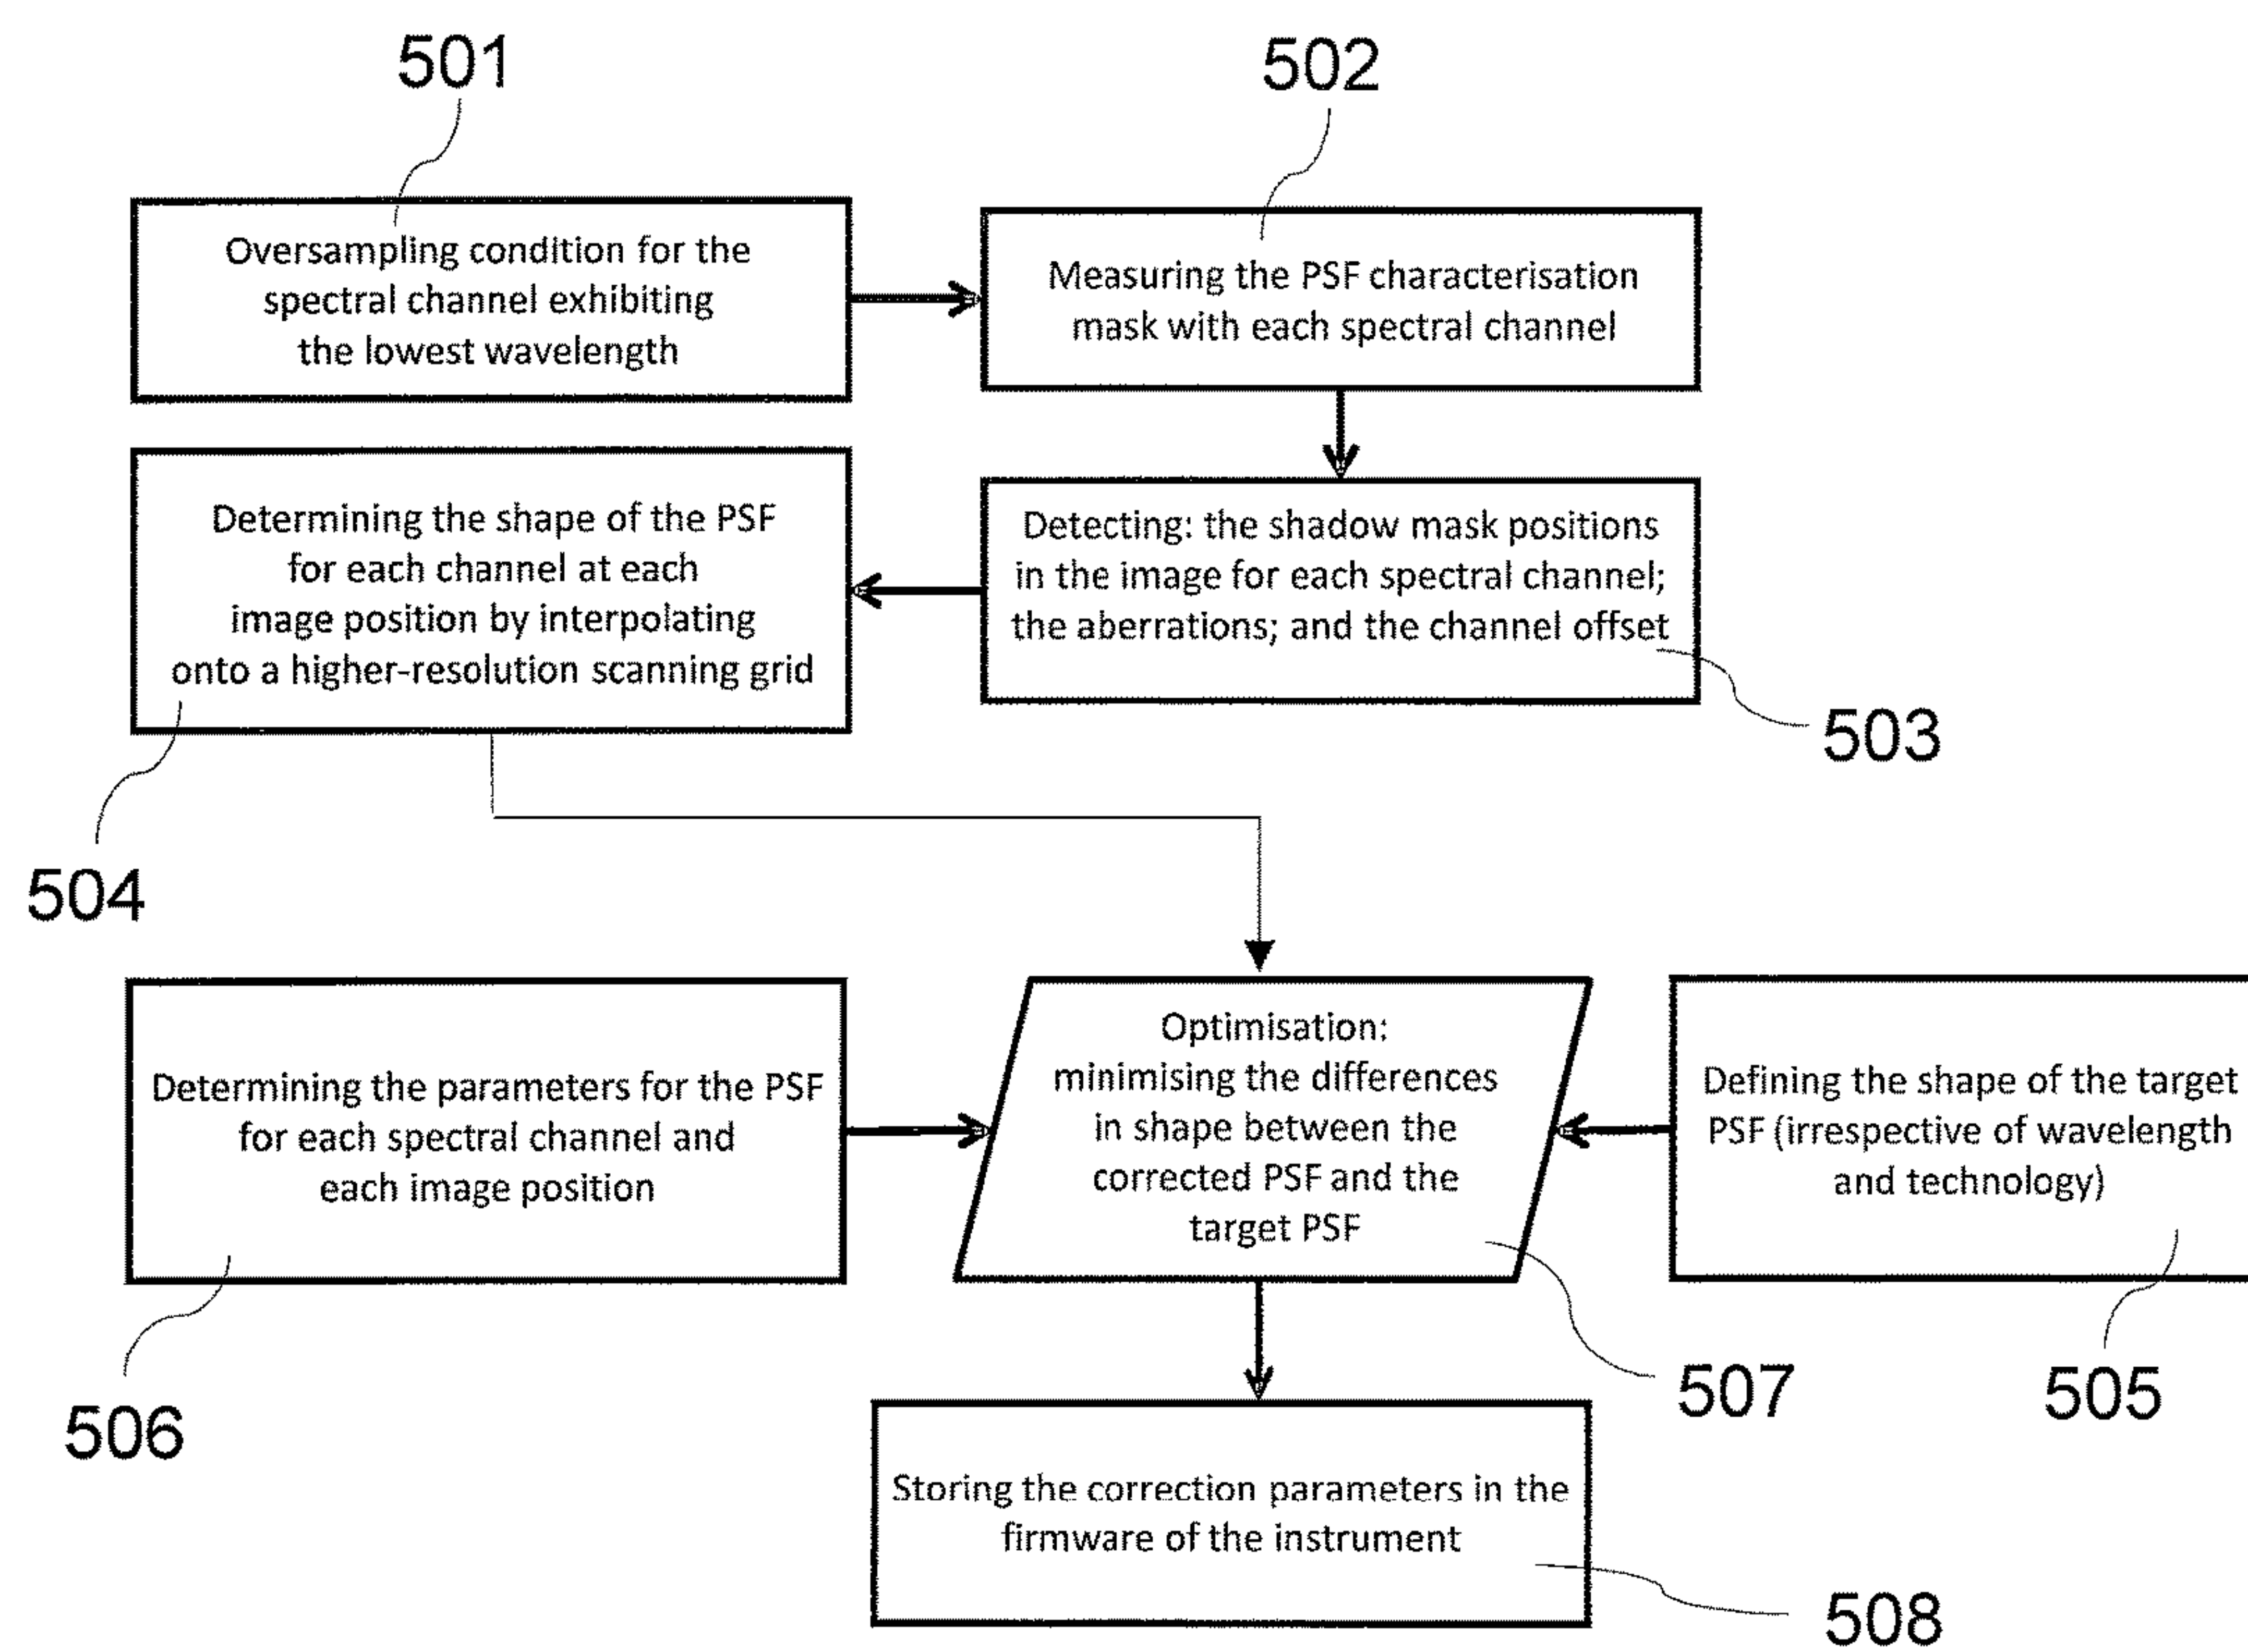 501
502
Oversampling condition for the
spectral channel exhibiting
the lowest wavelength
Measuring the PSF characterisation
mask with each spectral channel
Determining the shape of the PSF
for each channel at each
image position by interpolating
onto a higher-resolution scanning grid
Detecting: the shadow mask positions
in the image for each spectral channel;
the aberrations; and the channel offset
503
504
Determining the parameters for the PSF
for each spectral channel and
each image position
Optimisation:
minimising the differences
in shape between the
corrected PSF and the
target PSF
Defining the shape of the target
PSF (irrespective of wavelength
and technology)
506
507
505
Storing the correction parameters in the
firmware of the instrument
508